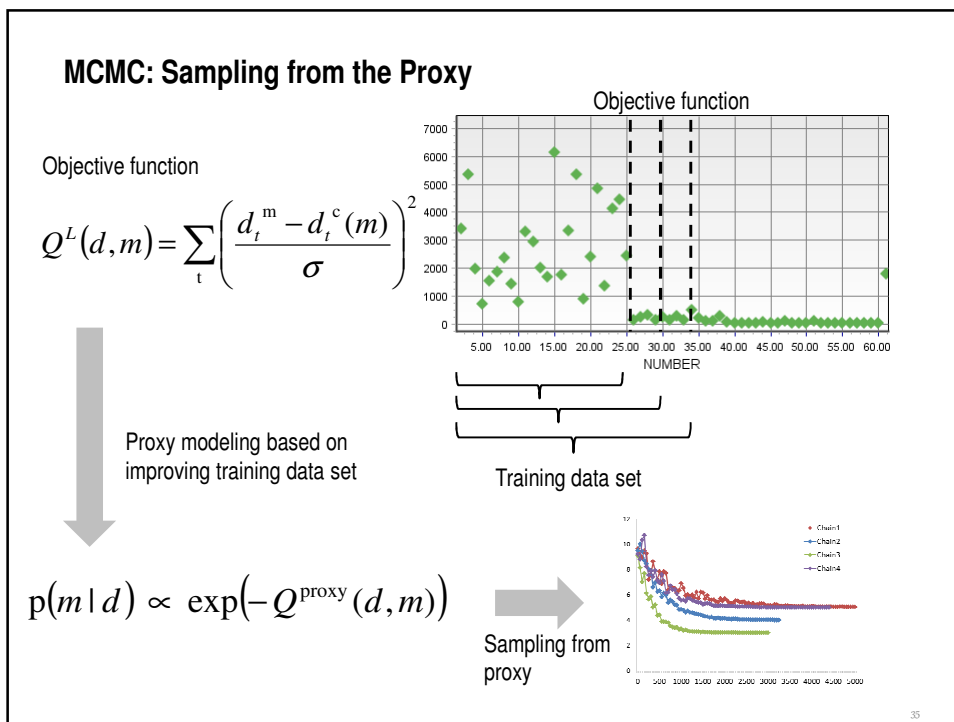 MCMC: Sampling from the Proxy
Objective function
Objective function
Q^L(d,m) = ∑_t ( (d_t^m − d_t^c(m)) / σ )^2
7000
6000
5000
4000
3000
2000
1000
0
5.00 10.00 15.00 20.00 25.00 30.00 35.00 40.00 45.00 50.00 55.00 60.00
NUMBER
Proxy modeling based on
improving training data set
Training data set
p(m | d) ∝ exp(−Q^proxy(d,m))
Sampling from
proxy
12
10
8
6
4
2
0
0 500 1000 1500 2000 2500 3000 3500 4000 4500 5000
Chain1
Chain2
Chain3
Chain4
35